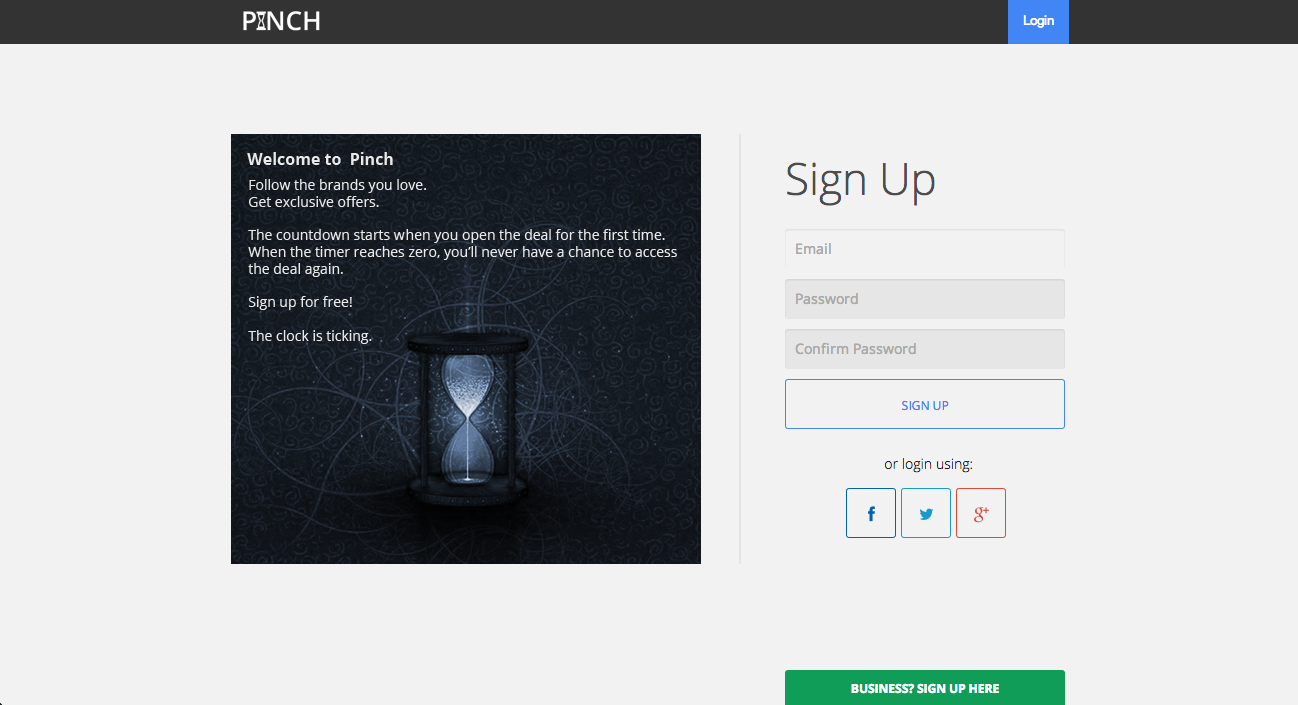 PINCH
Login
Welcome to  Pinch
Follow the brands you love.
Get exclusive offers.
The countdown starts when you open the deal for the first time.
When the timer reaches zero, you'll never have a chance to access
the deal again.
Sign up for free!
The clock is ticking.
Sign Up
Email
Password
Confirm Password
SIGN UP
or login using:
f
g+
BUSINESS? SIGN UP HERE